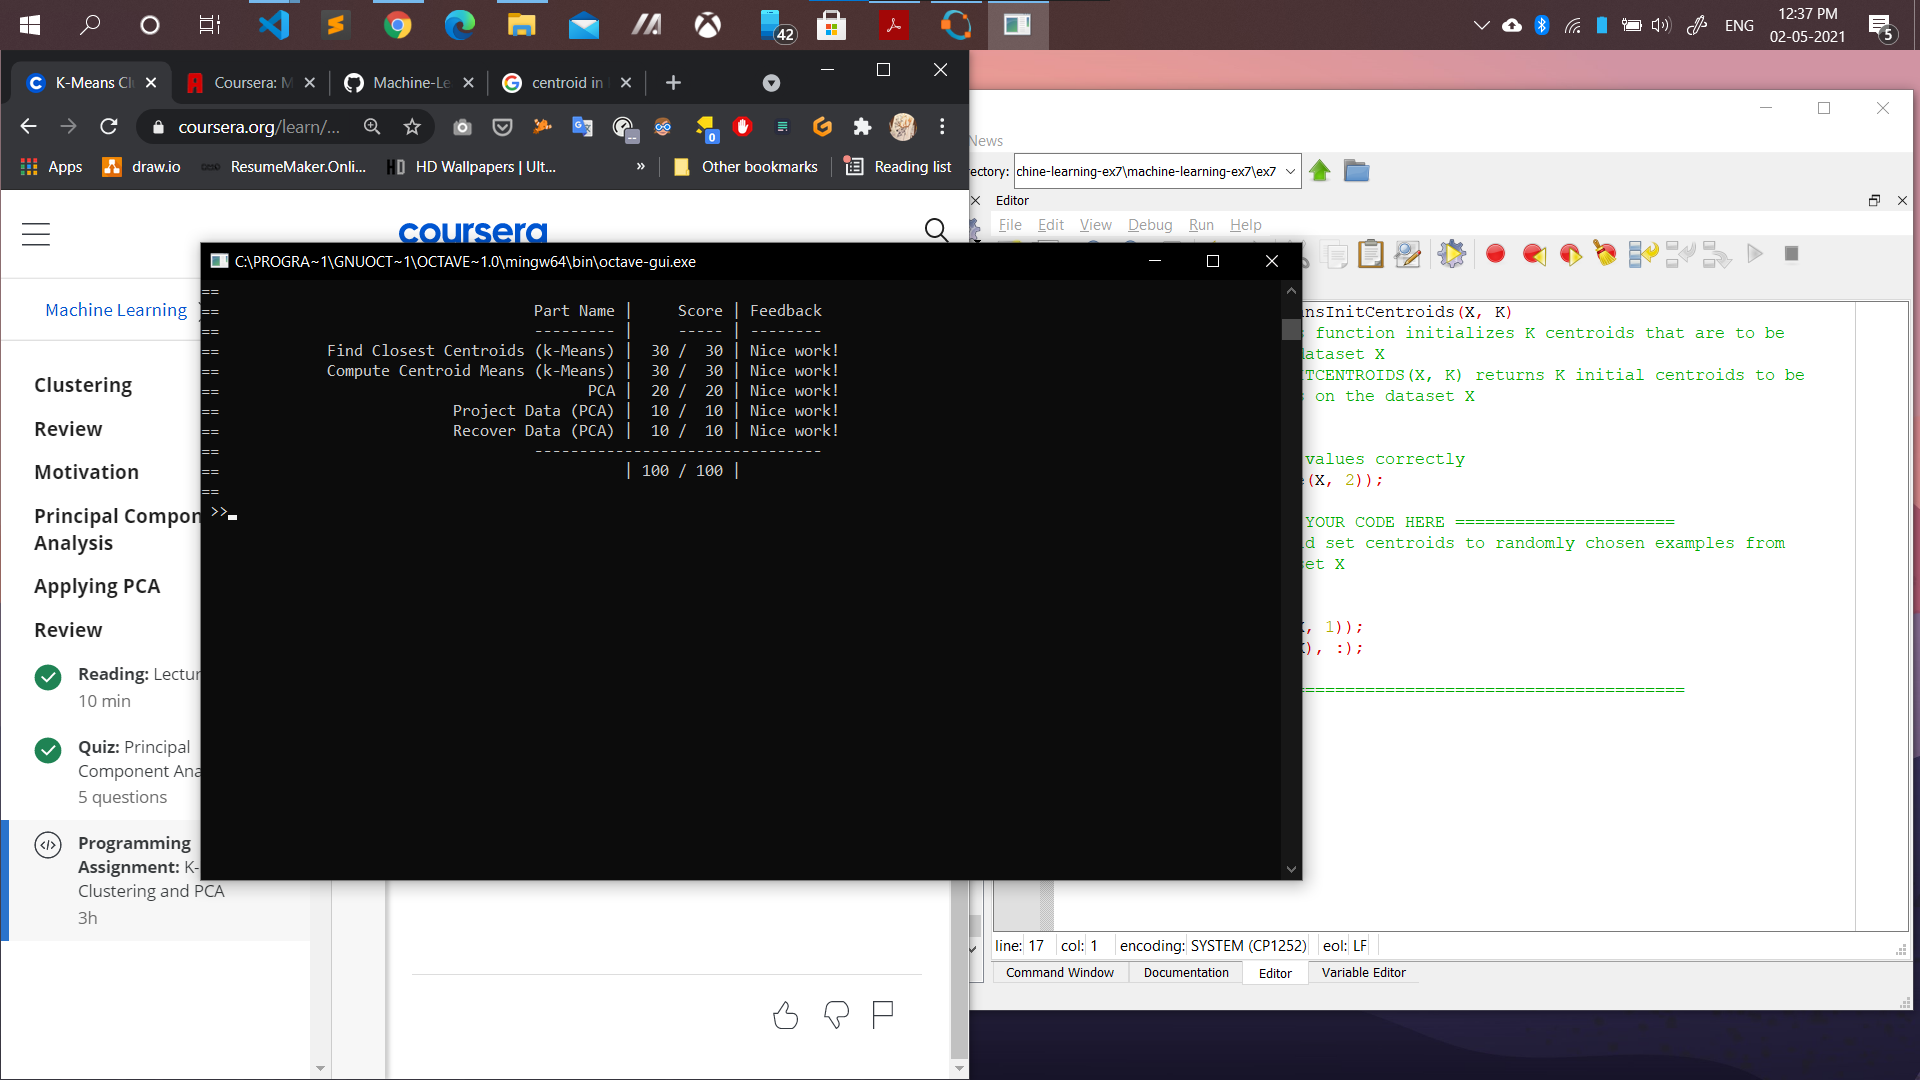 42
ENG
12:37 PM
02-05-2021
5
K-Means Cl
Coursera: M
Machine-Le
centroid in
coursera.org/learn/...
0
Apps
draw.io
ResumeMaker.Onli...
HD Wallpapers | Ult...
»
Other bookmarks
Reading list
coursera
Machine Learning
Clustering
Review
Motivation
Principal Compon
Analysis
Applying PCA
Review
Reading: Lectur
10 min
Quiz: Principal
Component Ana
5 questions
Programming
Assignment: K-
Clustering and PCA
3h
C:\PROGRA~1\GNUOCT~1\OCTAVE~1.0\mingw64\bin\octave-gui.exe
==
== Part Name | Score | Feedback
== --------- | ----- | --------
== Find Closest Centroids (k-Means) | 30 / 30 | Nice work!
== Compute Centroid Means (k-Means) | 30 / 30 | Nice work!
== PCA | 20 / 20 | Nice work!
== Project Data (PCA) | 10 / 10 | Nice work!
== Recover Data (PCA) | 10 / 10 | Nice work!
== --------------------------------
== | 100 / 100 |
==
>>
News
rectory: chine-learning-ex7\machine-learning-ex7\ex7
Editor
File Edit View Debug Run Help
nsInitCentroids(X, K)
s function initializes K centroids that are to be
dataset X
ITCENTROIDS(X, K) returns K initial centroids to be
s on the dataset X
values correctly
e(X, 2));
YOUR CODE HERE ======================
ld set centroids to randomly chosen examples from
set X
X, 1));
K), :);
=======================================
line: 17 col: 1 encoding: SYSTEM (CP1252) eol: LF
Command Window Documentation Editor Variable Editor